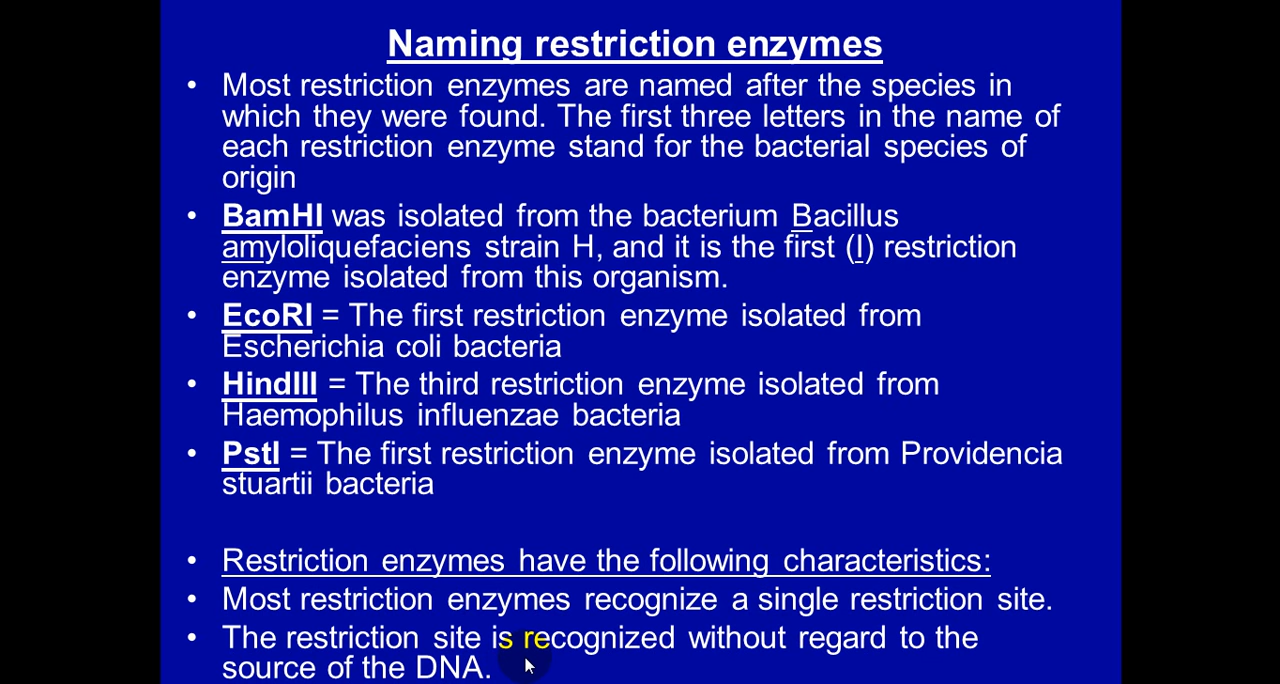 Naming restriction enzymes
• Most restriction enzymes are named after the species in
which they were found. The first three letters in the name of
each restriction enzyme stand for the bacterial species of
origin
• BamHI was isolated from the bacterium Bacillus
amyloliquefaciens strain H, and it is the first (I) restriction
enzyme isolated from this organism.
• EcoRI = The first restriction enzyme isolated from
Escherichia coli bacteria
• HindIII = The third restriction enzyme isolated from
Haemophilus influenzae bacteria
• PstI = The first restriction enzyme isolated from Providencia
stuartii bacteria
• Restriction enzymes have the following characteristics:
• Most restriction enzymes recognize a single restriction site.
• The restriction site is recognized without regard to the
source of the DNA.